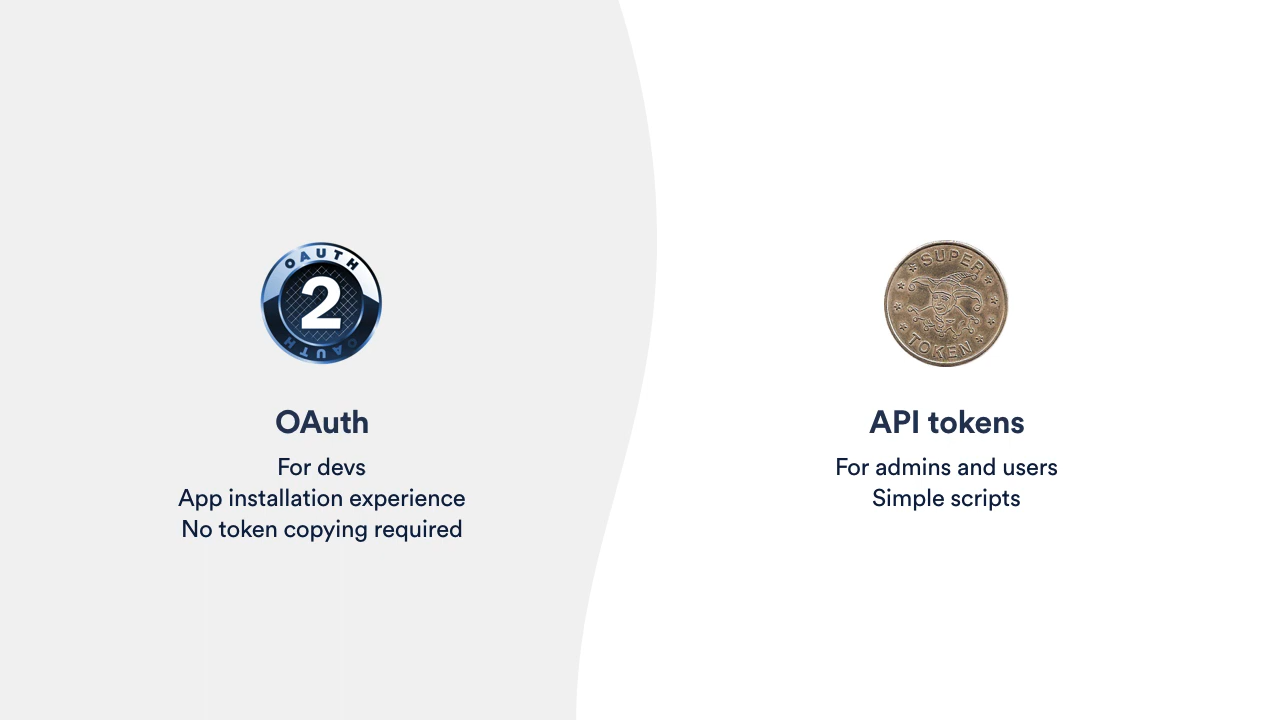 OAUTH
2
OAUTH
OAuth
For devs
App installation experience
No token copying required
SUPER
TOKEN
API tokens
For admins and users
Simple scripts